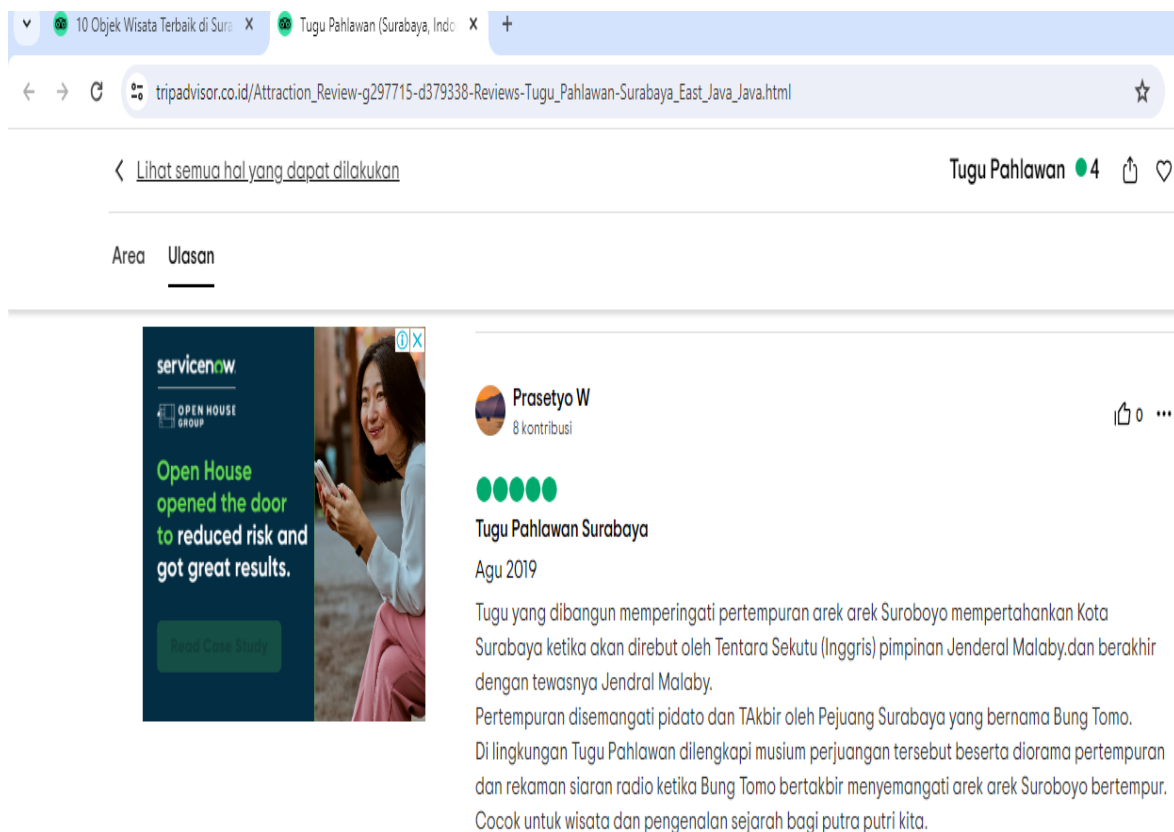 10 Objek Wisata Terbaik di Sura
Tugu Pahlawan (Surabaya, Indo
tripadvisor.co.id/Attraction_Review-g297715-d379338-Reviews-Tugu_Pahlawan-Surabaya_East_Java_Java.html
Lihat semua hal yang dapat dilakukan
Tugu Pahlawan 4
Area Ulasan
servicenow
OPEN HOUSE
GROUP
Open House
opened the door
to reduced risk and
got great results.
Read Case Study
Prasetyo W
8 kontribusi
0
Tugu Pahlawan Surabaya
Agu 2019
Tugu yang dibangun memperingati pertempuran arek arek Suroboyo mempertahankan Kota
Surabaya ketika akan direbut oleh Tentara Sekutu (Inggris) pimpinan Jenderal Malaby.dan berakhir
dengan tewasnya Jendral Malaby.
Pertempuran disemangati pidato dan TAkbir oleh Pejuang Surabaya yang bernama Bung Tomo.
Di lingkungan Tugu Pahlawan dilengkapi musium perjuangan tersebut beserta diorama pertempuran
dan rekaman siaran radio ketika Bung Tomo bertakbir menyemangati arek arek Suroboyo bertempur.
Cocok untuk wisata dan pengenalan sejarah bagi putra putri kita.